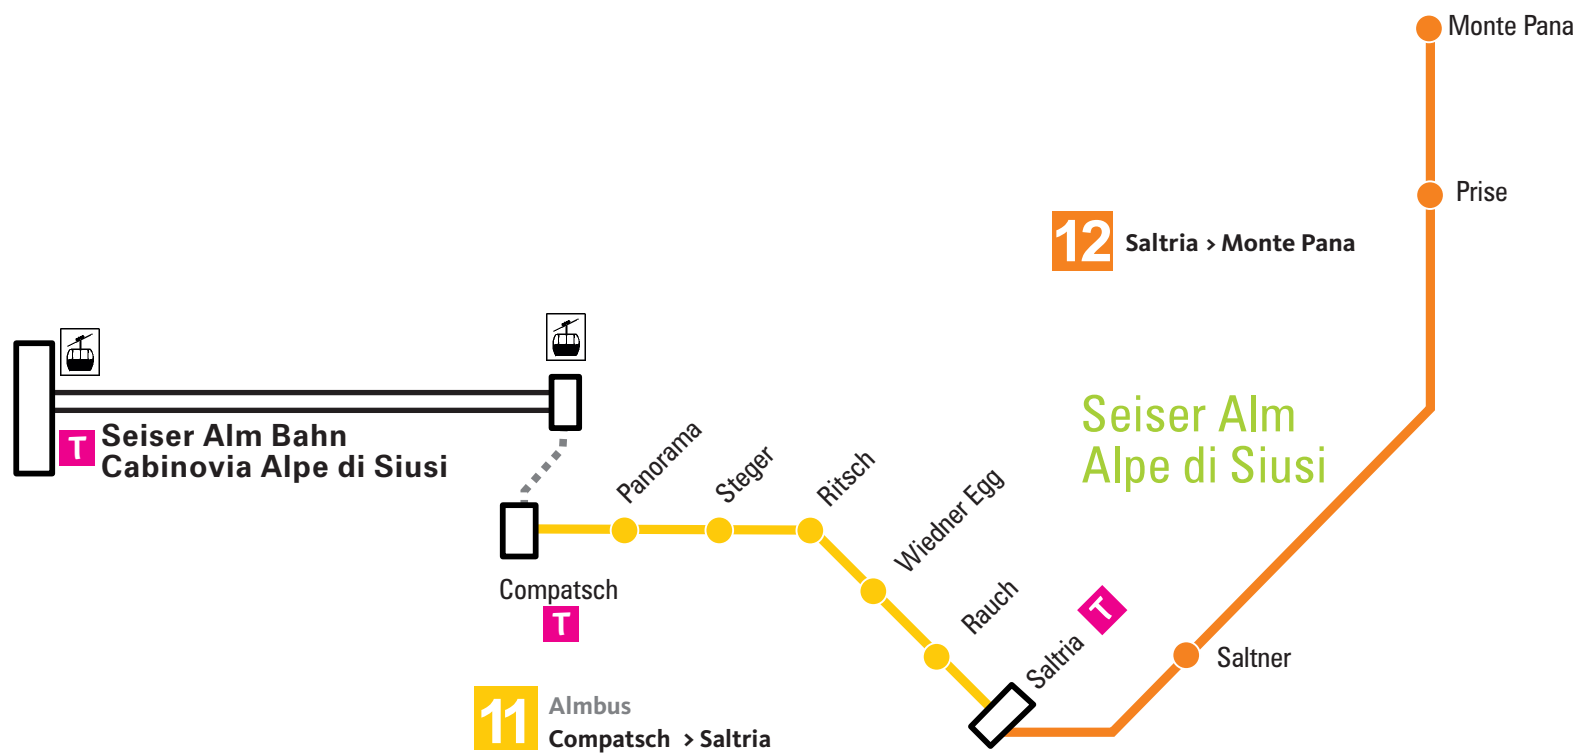 Monte Pana
Prise
12 Saltria > Monte Pana
T Seiser Alm Bahn
Cabinovia Alpe di Siusi
Seiser Alm
Alpe di Siusi
Panorama
Steger
Ritsch
Wiedner Egg
Rauch
Saltria T
Compatsch
T
Saltner
11 Almbus
Compatsch > Saltria